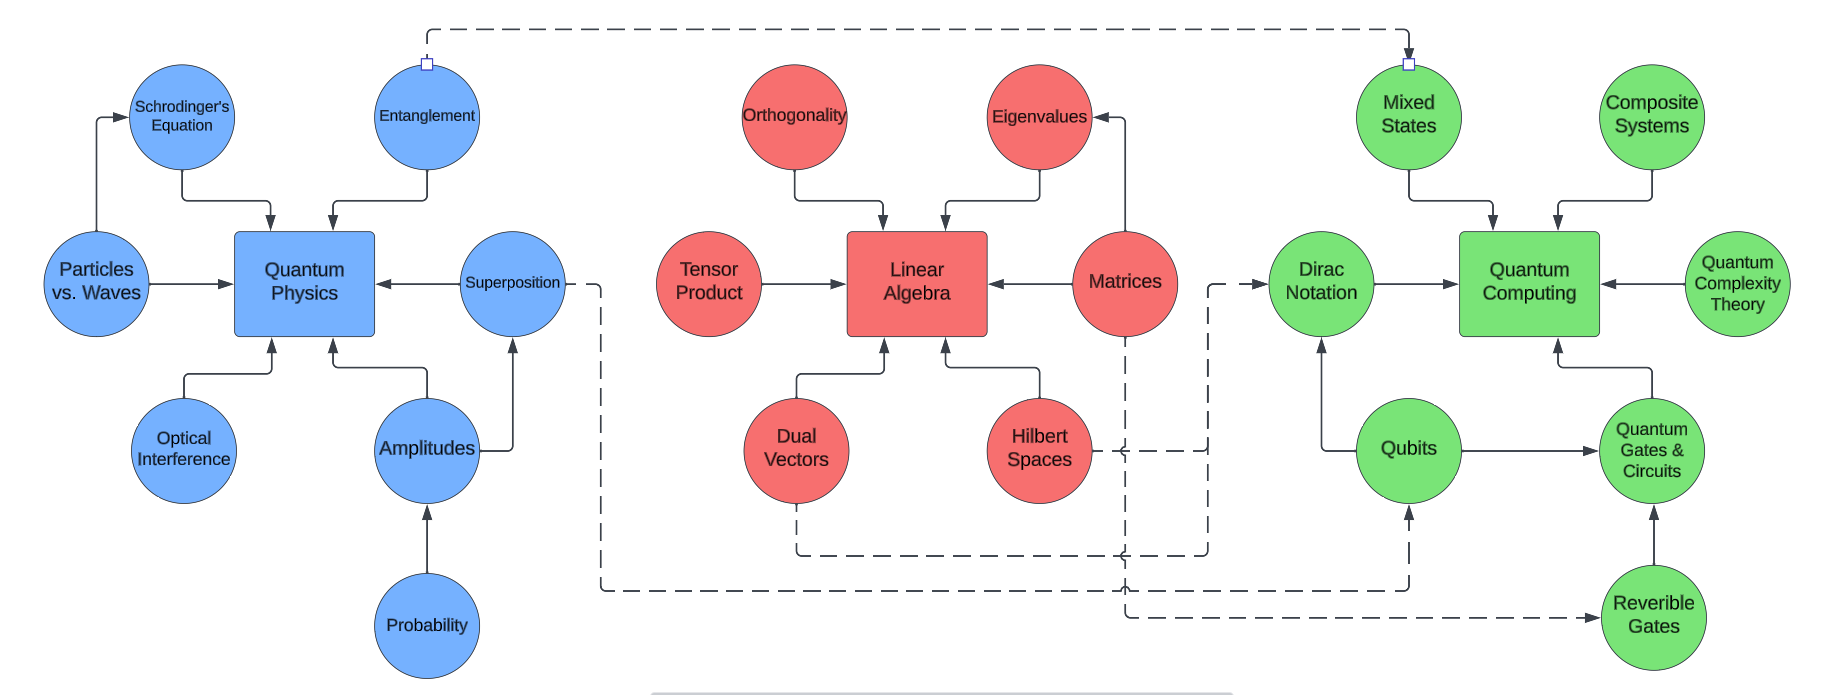 Schrodinger's
Equation
Entanglement
Orthogonality
Eigenvalues
Mixed
States
Composite
Systems
Particles
vs. Waves
Quantum
Physics
Superposition
Tensor
Product
Linear
Algebra
Matrices
Dirac
Notation
Quantum
Computing
Quantum
Complexity
Theory
Optical
Interference
Amplitudes
Dual
Vectors
Hilbert
Spaces
Qubits
Quantum
Gates &
Circuits
Probability
Reverible
Gates